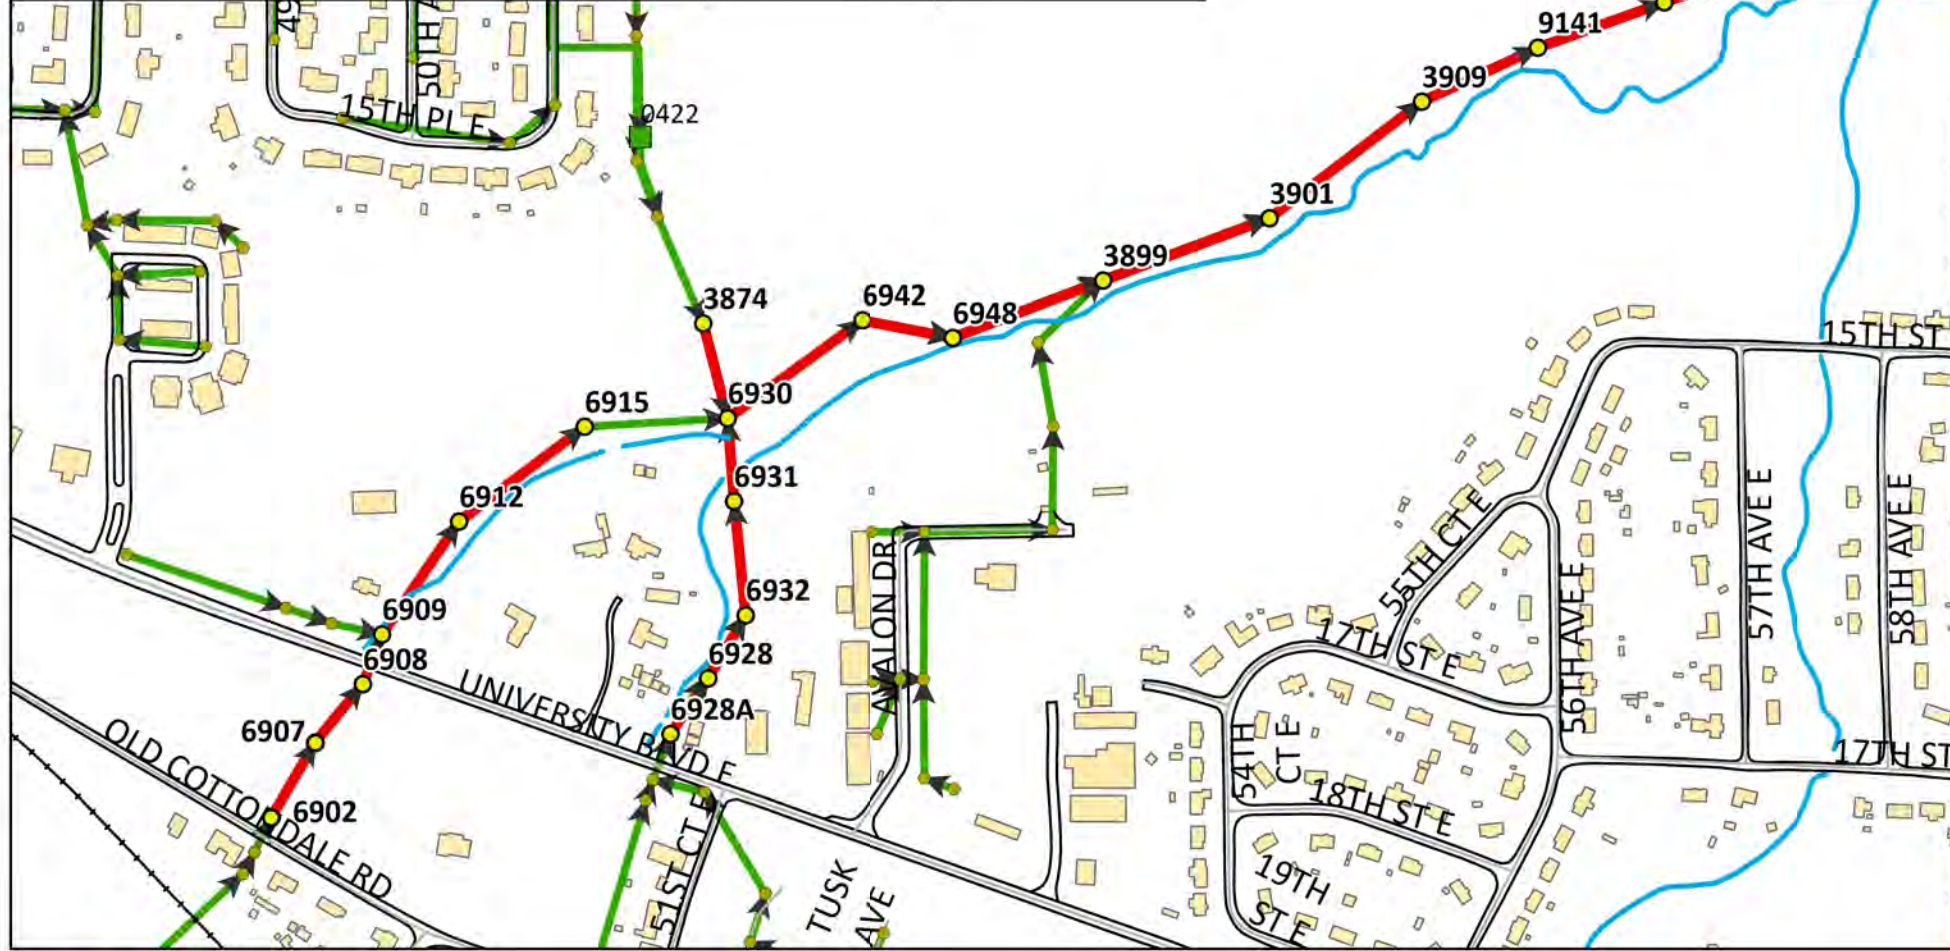 49
50TH A
9141
3909
0422
15TH PL E
3901
3899
3874
6942
6948
15TH ST
6930
6915
6931
6912
57TH AVE E
58TH AVE E
55TH CT E
56TH AVE E
AVALON DR
6932
6909
6908
6928
17TH ST E
UNIVERSITY BLVD E
6928A
6907
OLD COTTONDALE RD
54TH
CT E
17TH ST
6902
18TH ST E
51ST CT E
TUSK
AVE
19TH
ST E